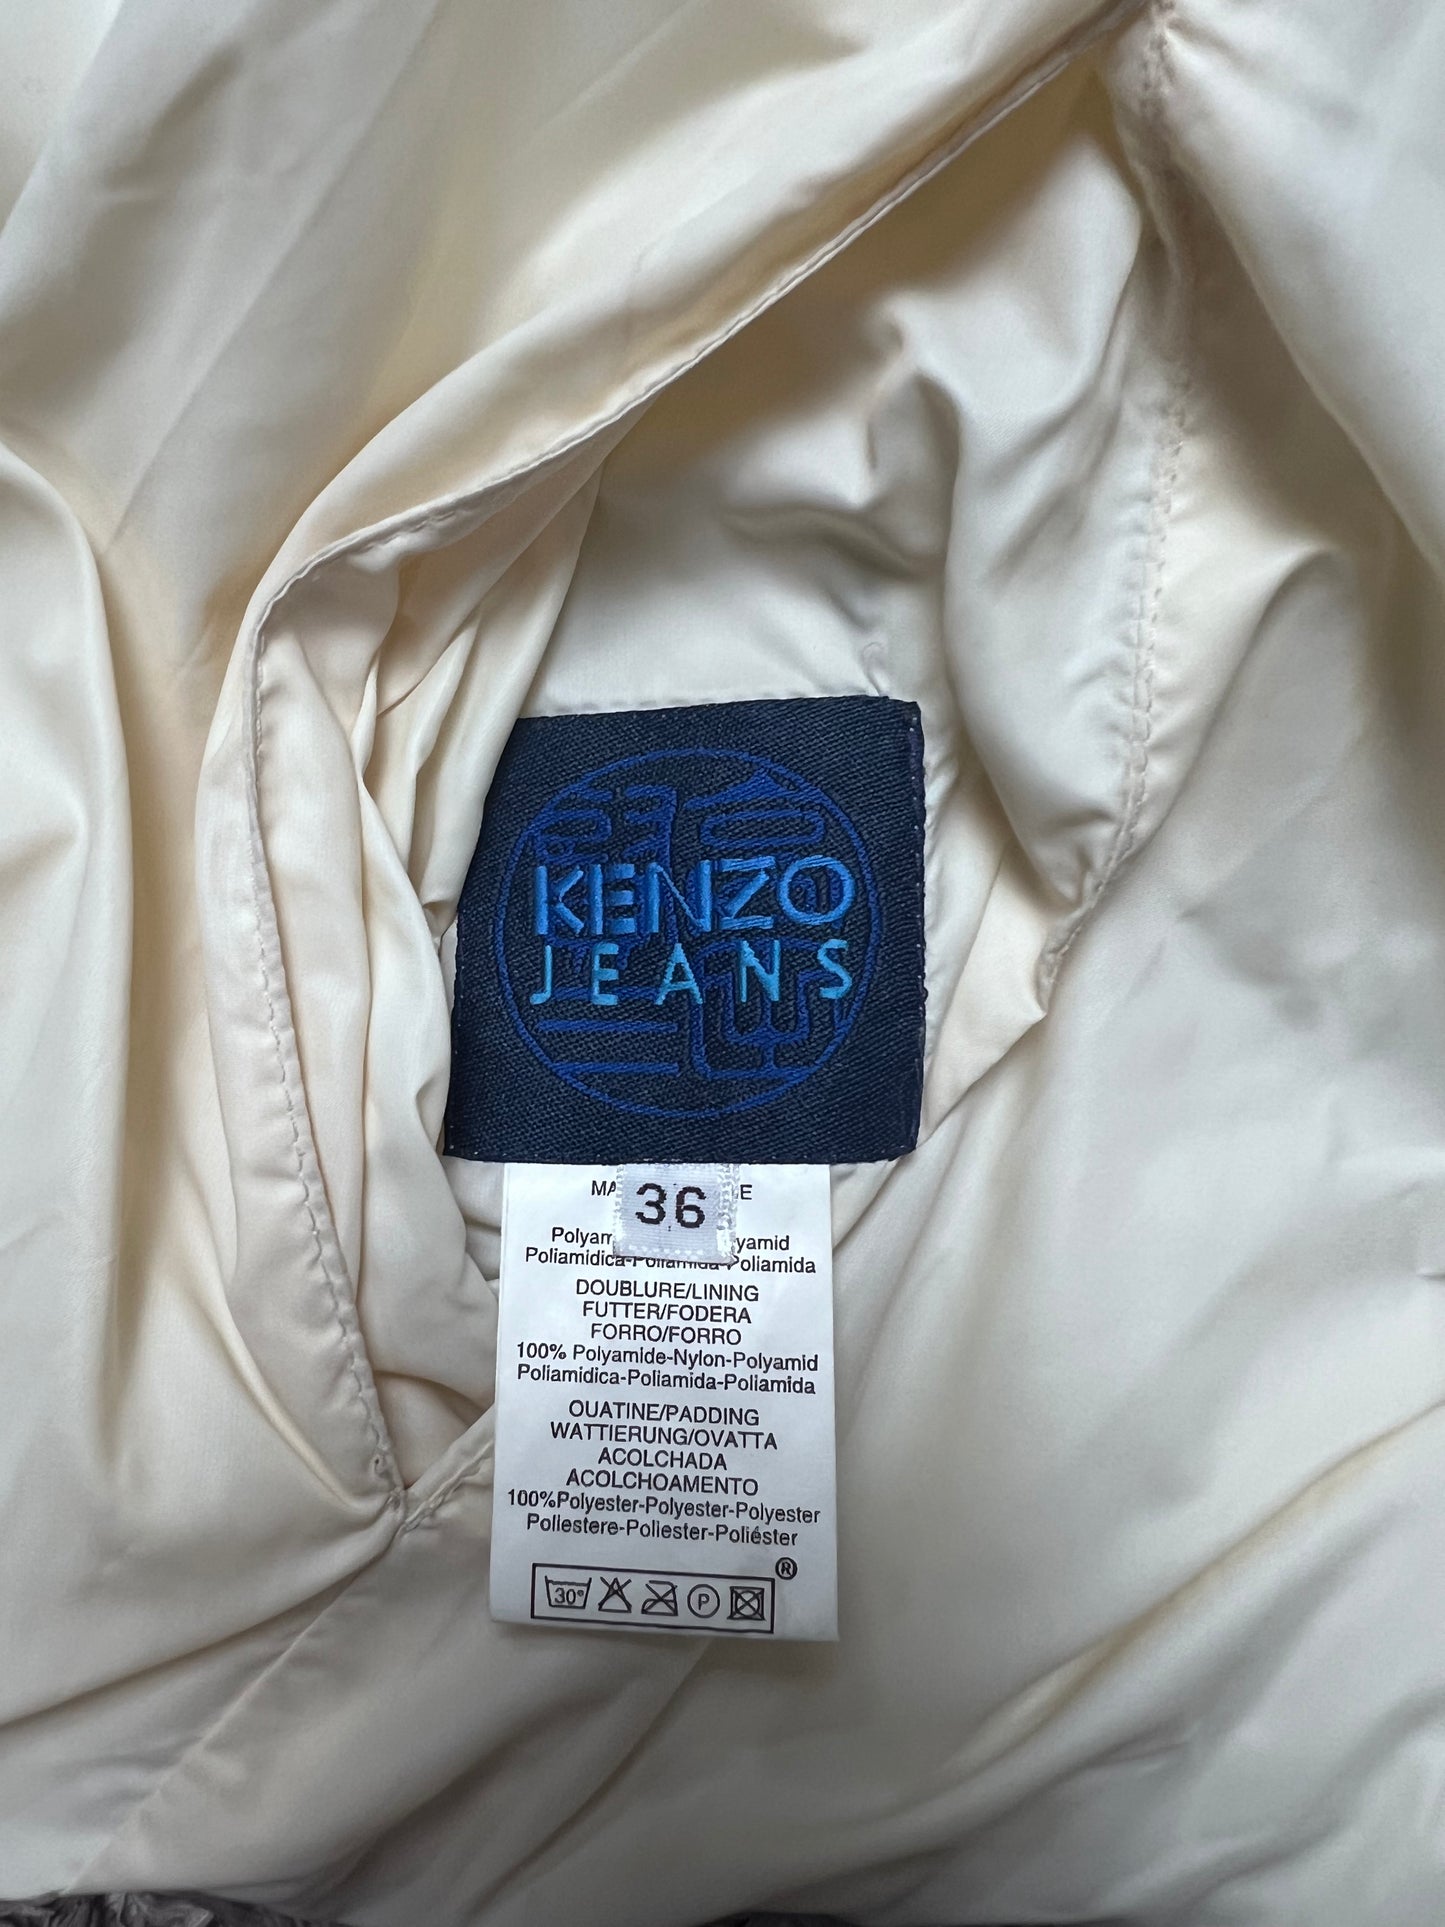 KENZO
JEANS
36
Poliamidica-Poliamida-Poliamida
DOUBLURE/LINING
FUTTER/FODERA
FORRO/FORRO
100% Polyamide-Nylon-Polyamid
Poliamidica-Poliamida-Poliamida
OUATINE/PADDING
WATTIERUNG/OVATTA
ACOLCHADA
ACOLCHOAMENTO
100%Polyester-Polyester-Polyester
Poliestere-Poliester-Poliéster
®
30° P